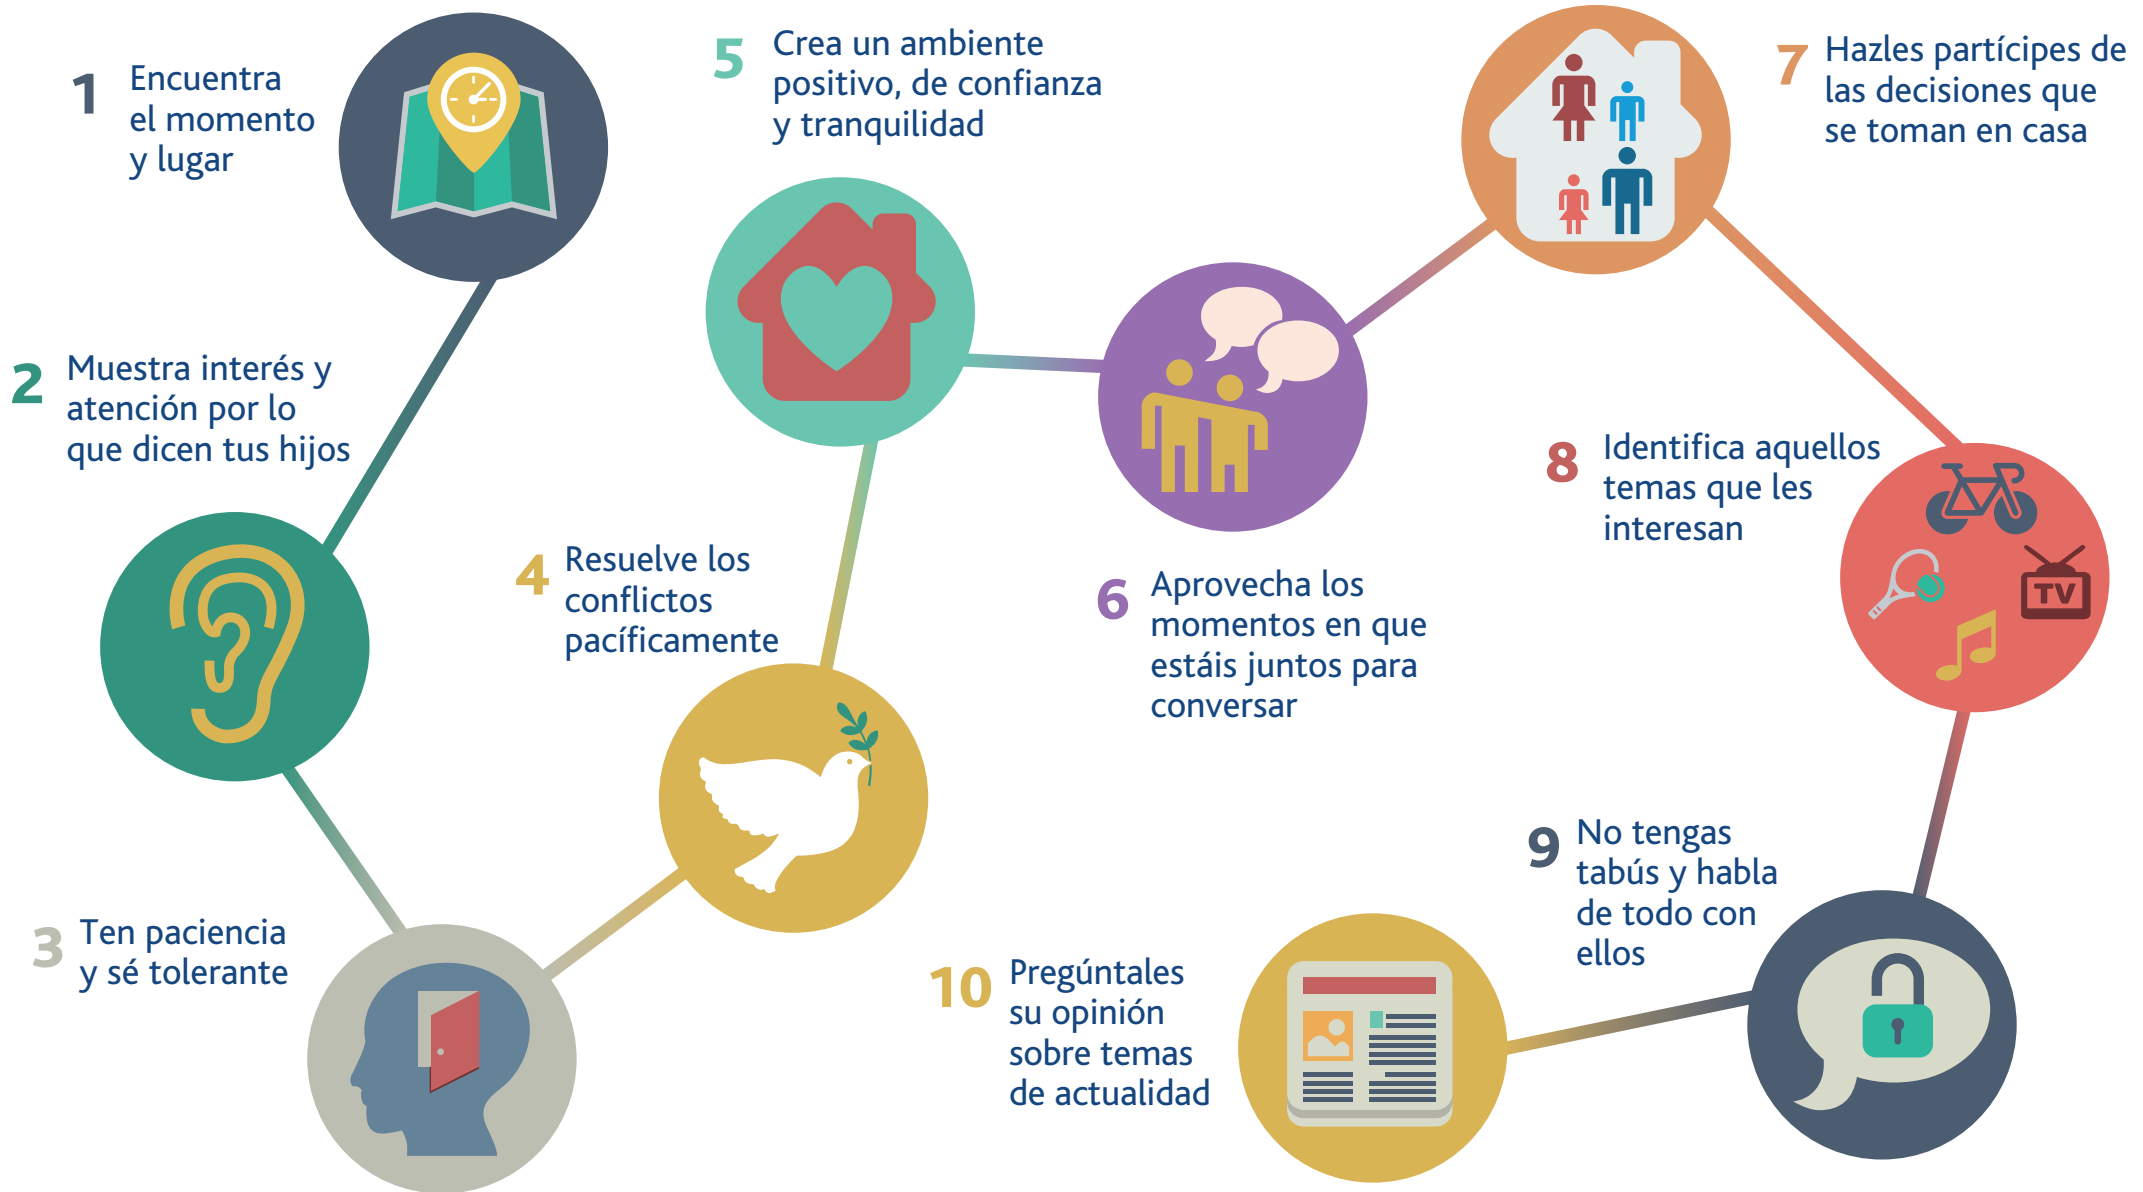 1 Encuentra
el momento
y lugar
2 Muestra interés y
atención por lo
que dicen tus hijos
3 Ten paciencia
y sé tolerante
4 Resuelve los
conflictos
pacíficamente
5 Crea un ambiente
positivo, de confianza
y tranquilidad
6 Aprovecha los
momentos en que
estáis juntos para
conversar
7 Hazles partícipes de
las decisiones que
se toman en casa
8 Identifica aquellos
temas que les
interesan
TV
9 No tengas
tabús y habla
de todo con
ellos
10 Pregúntales
su opinión
sobre temas
de actualidad